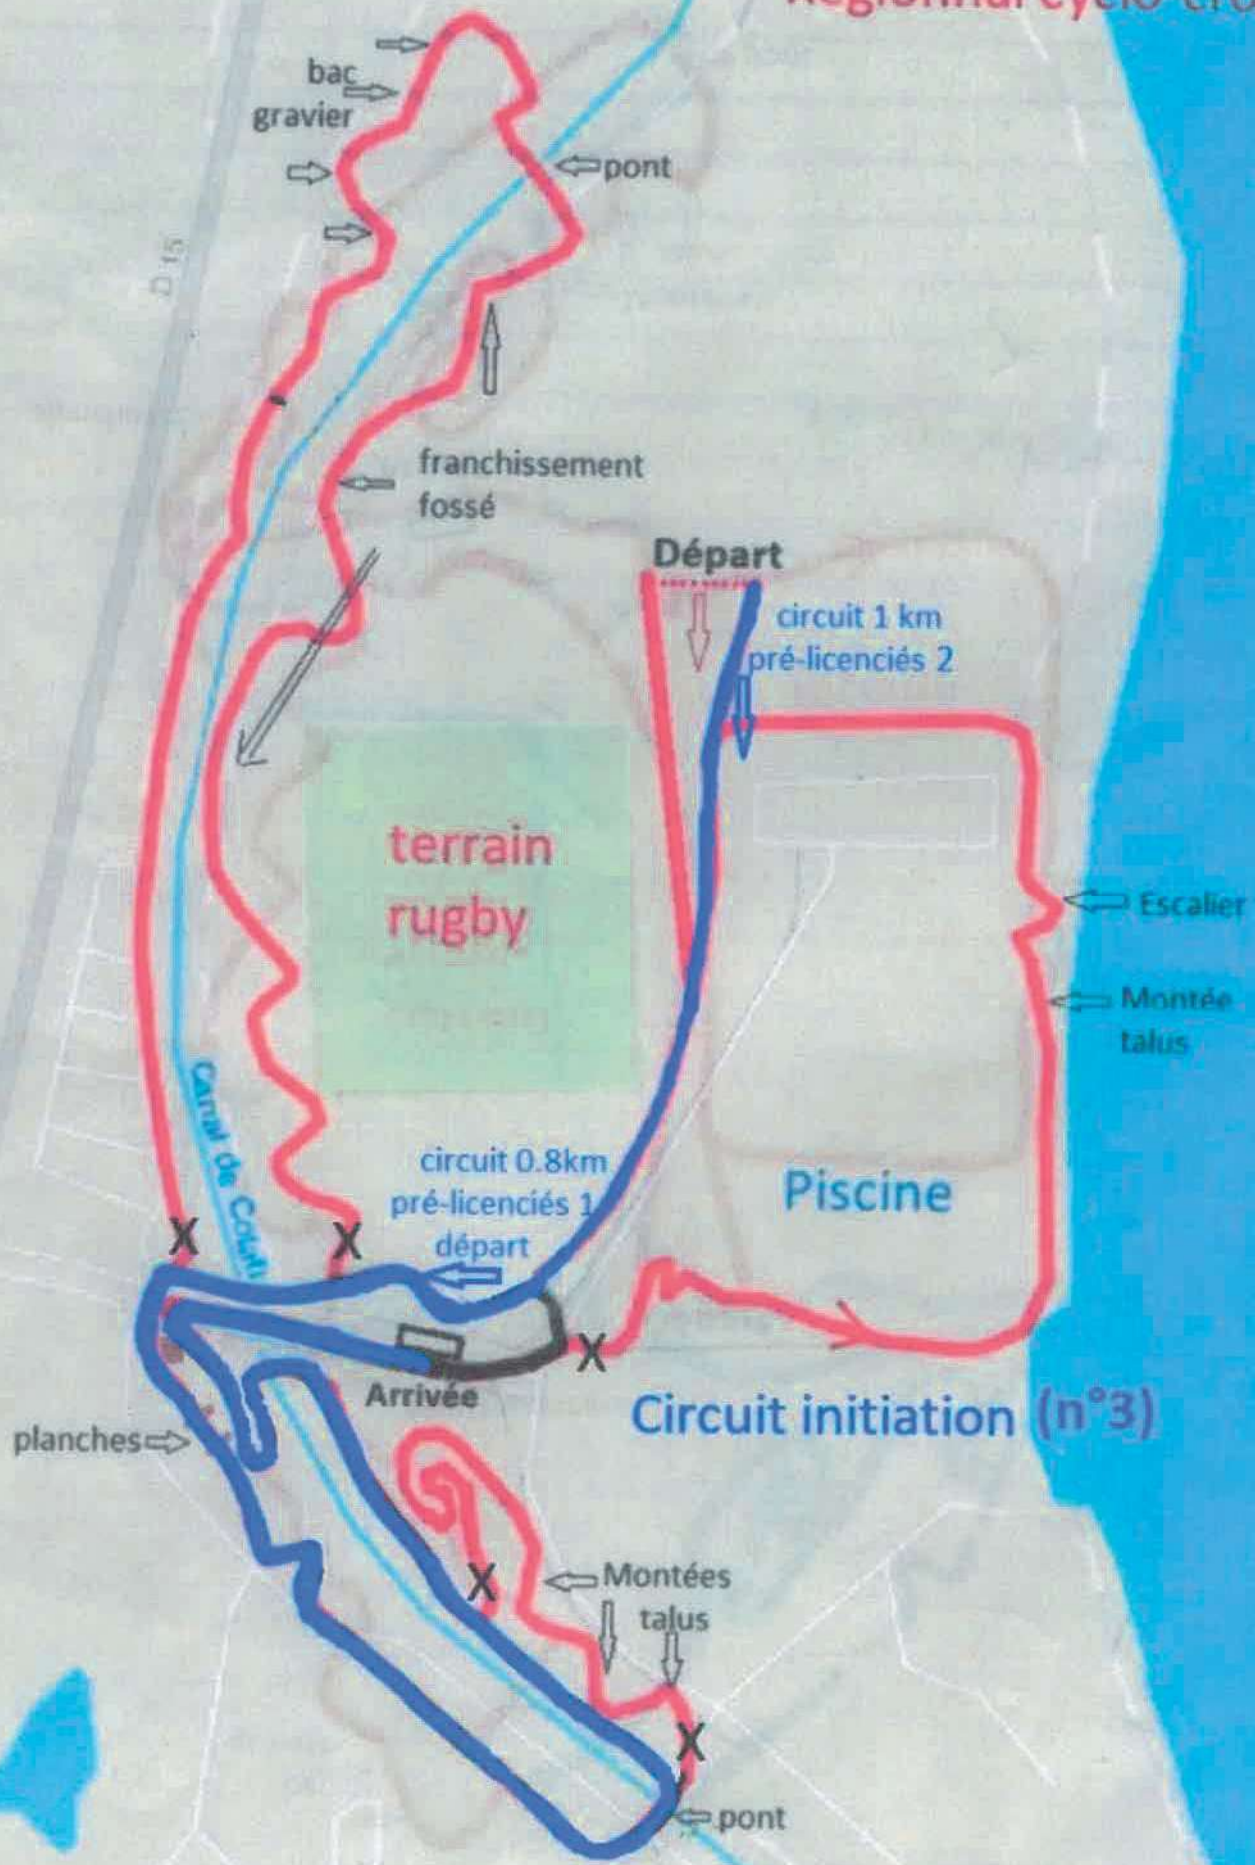 bac
gravier
pont
D 15
franchissement
fossé
Départ
circuit 1 km
pré-licenciés 2
terrain
rugby
Escalier
Montée
talus
Canal de
circuit 0.8km
pré-licenciés 1
départ
Piscine
X
X
X
Arrivée
Circuit initiation (n°3)
planches
X
Montées
talus
X
pont